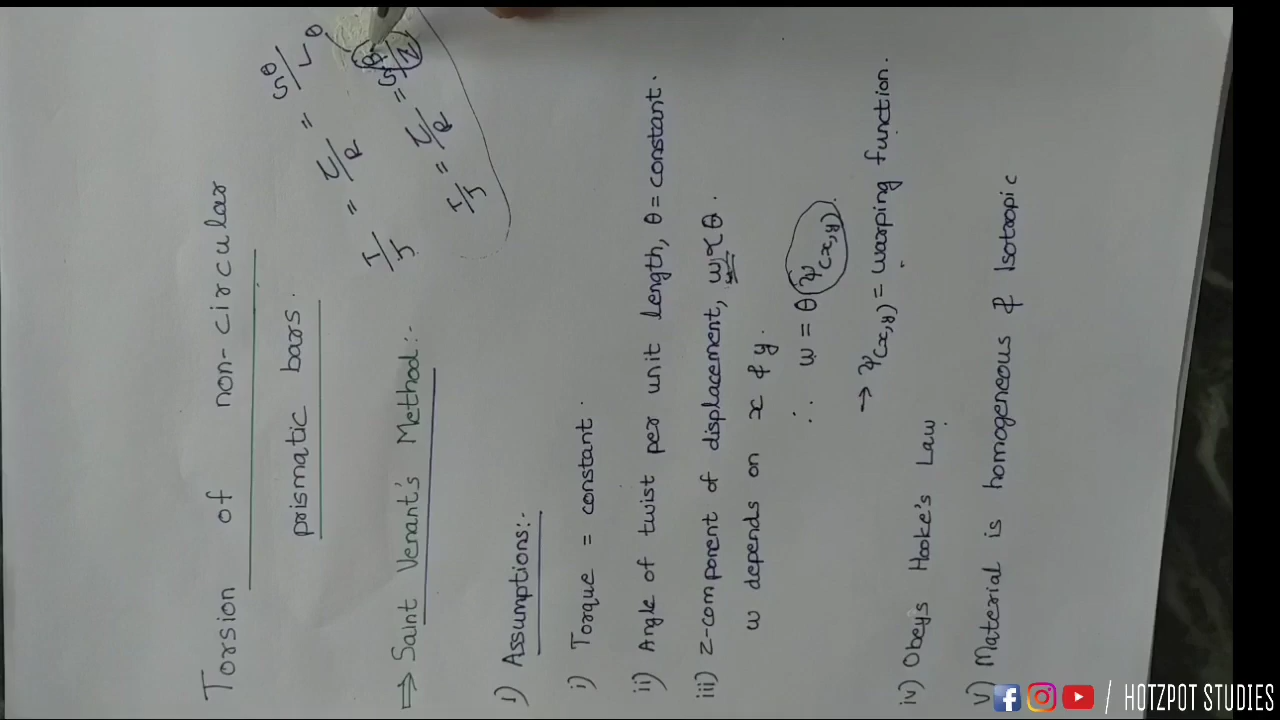 Torsion of non-circular
prismatic bars.
T/J = τ/R = Gθ/L
⇒ Saint Venant's Method:-
T/J = τ/R = G
θ
1) Assumptions:-
i) Torque = constant.
ii) Angle of twist per unit length, θ = constant.
iii) Z-component of displacement, w ∝ θ.
w depends on x & y.
∴ w = θ ψ(x,y).
→ ψ(x,y) = warping function.
iv) Obeys Hooke's Law
v) Material is homogeneous & Isotropic
/ HOTZPOT STUDIES